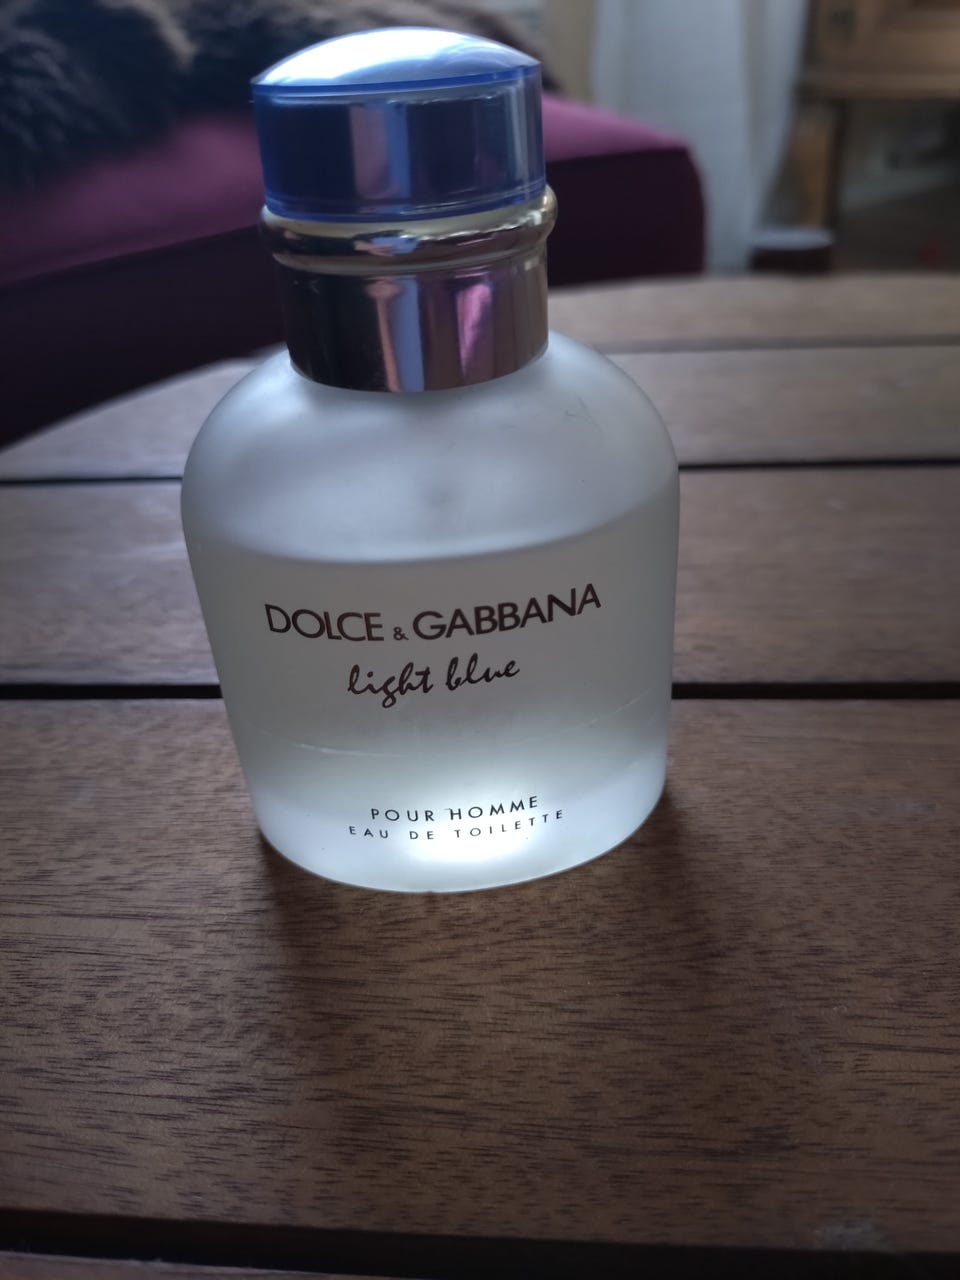 DOLCE & GABBANA
light blue
POUR HOMME
EAU DE TOILETTE